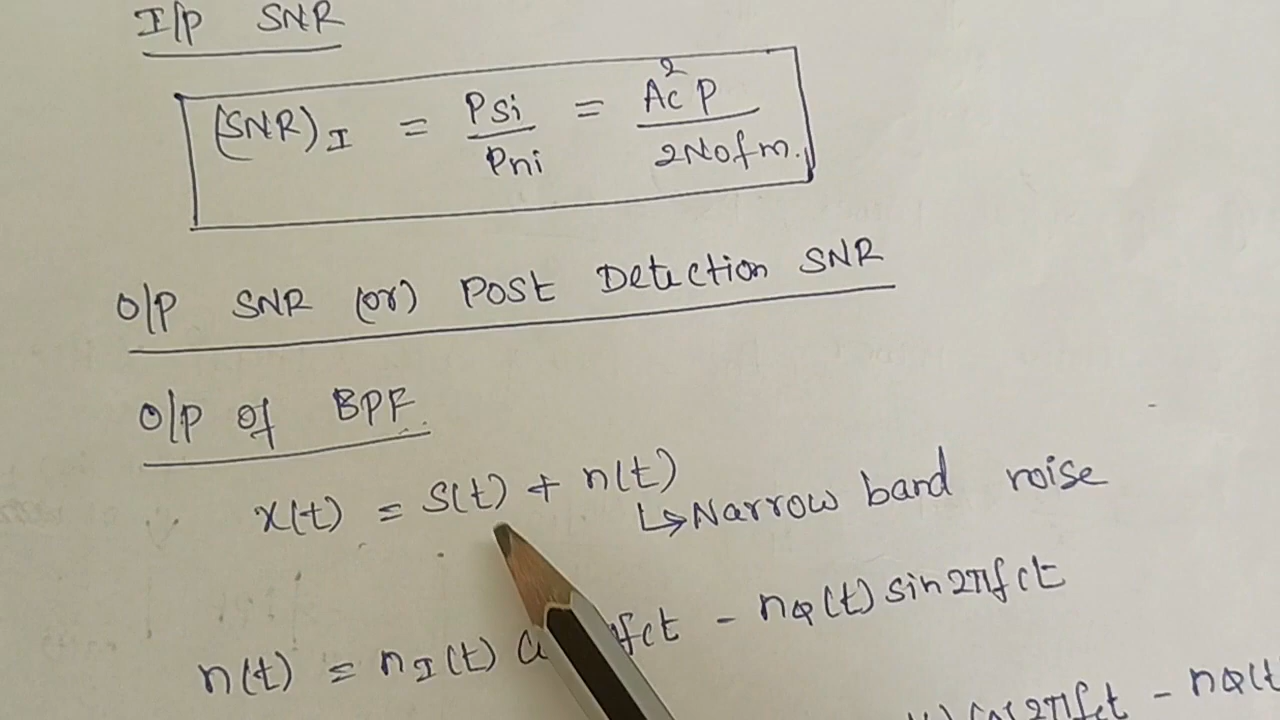 I/P SNR
(SNR)I = Psi/Pni = Ac²P/2Nofm.
O/P SNR (or) Post Detection SNR
O/P of BPF.
x(t) = s(t) + n(t)
↳ Narrow band noise
n(t) = nI(t) fct - nQ(t) sin2πfct
cos2πfct - nQ(t